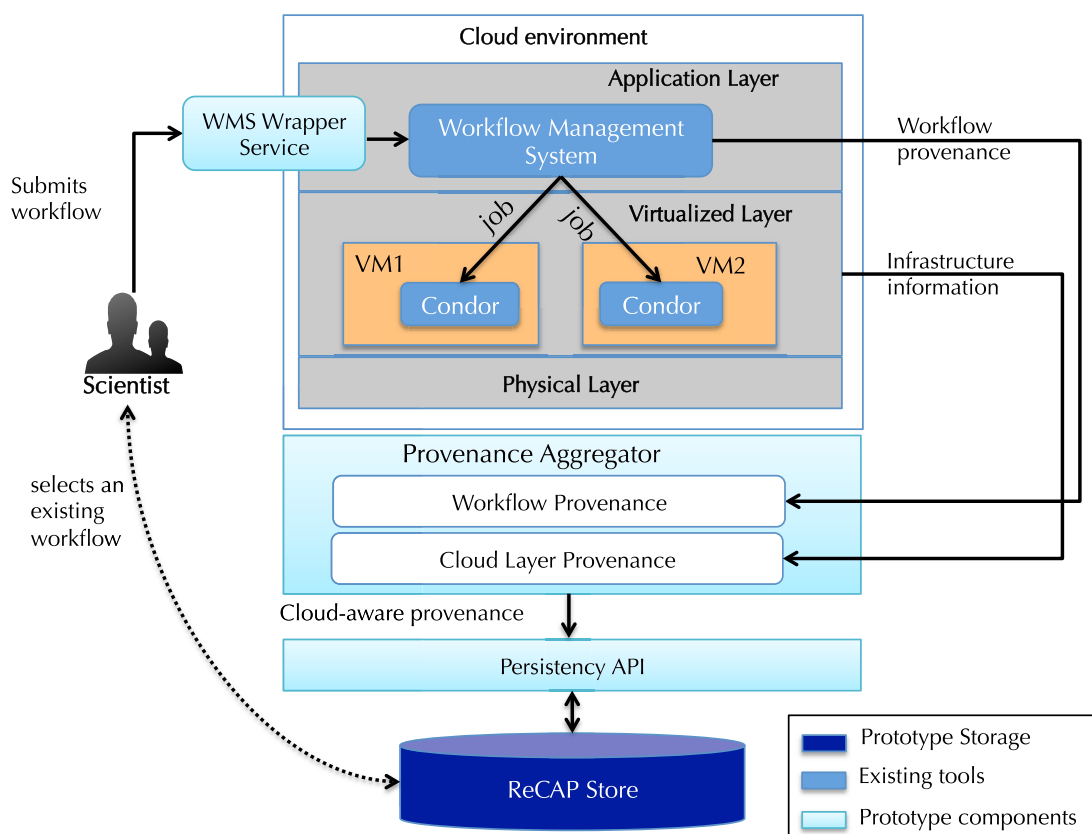 Cloud environment
Application Layer
WMS Wrapper
Service
Workflow Management
System
Workflow
provenance
Submits
workflow
job
job
Virtualized Layer
VM1
VM2
Condor
Condor
Infrastructure
information
Scientist
Physical Layer
Provenance Aggregator
selects an
existing
workflow
Workflow Provenance
Cloud Layer Provenance
Cloud-aware provenance
Persistency API
ReCAP Store
Prototype Storage
Existing tools
Prototype components